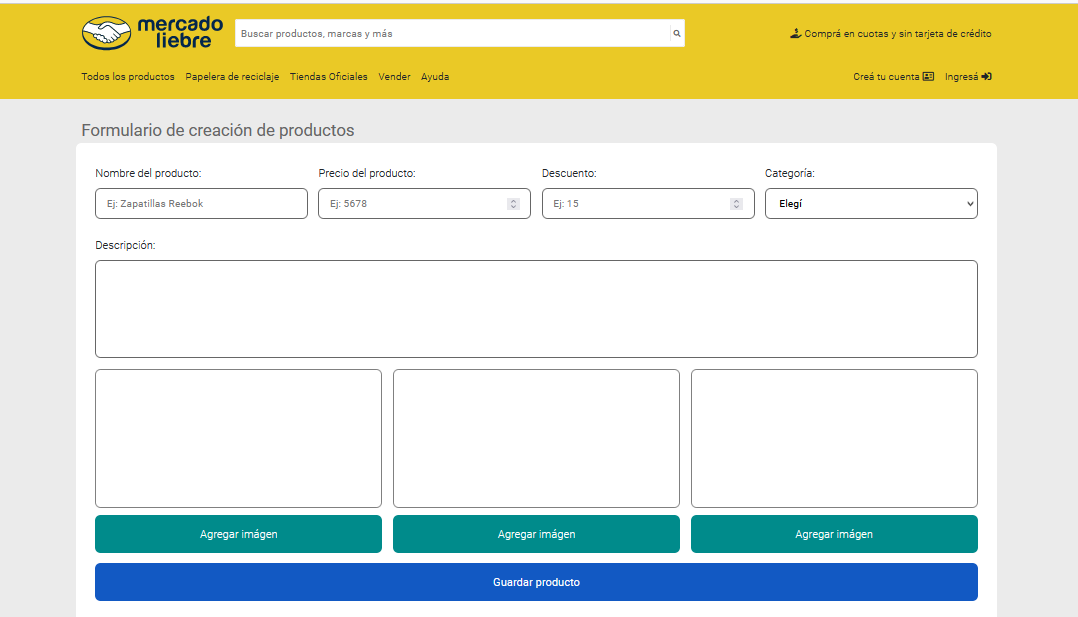 mercado
liebre
Buscar productos, marcas y más
Comprá en cuotas y sin tarjeta de crédito
Todos los productos Papelera de reciclaje Tiendas Oficiales Vender Ayuda
Creá tu cuenta Ingresá
Formulario de creación de productos
Nombre del producto: Precio del producto: Descuento: Categoría:
Ej: Zapatillas Reebok Ej: 5678 Ej: 15 Elegí
Descripción:
Agregar imágen Agregar imágen Agregar imágen
Guardar producto